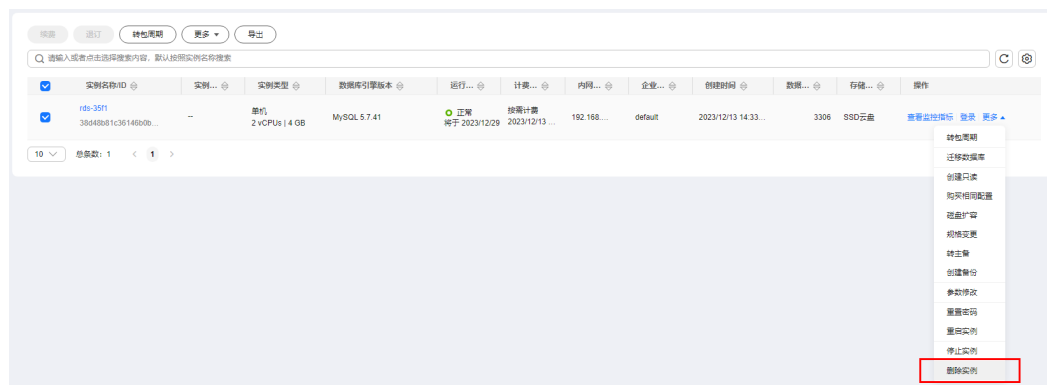 续费 退订 转包周期 更多 导出
请输入或者点击选择搜索内容，默认按照实例名称搜索
实例名称/ID 实例... 实例类型 数据库引擎版本 运行... 计费... 内网... 企业... 创建时间 数据... 存储... 操作
rds-35f1
38d48b81c36146b0b...
--
单机
2 vCPUs | 4 GB
MySQL 5.7.41
正常
将于 2023/12/29
按需计费
2023/12/13 ...
192.168....
default
2023/12/13 14:33...
3306
SSD云盘
查看监控指标 登录 更多
10 总条数：1 < 1 >
转包周期
迁移数据库
创建只读
购买相同配置
磁盘扩容
规格变更
转主备
创建备份
参数修改
重置密码
重启实例
停止实例
删除实例